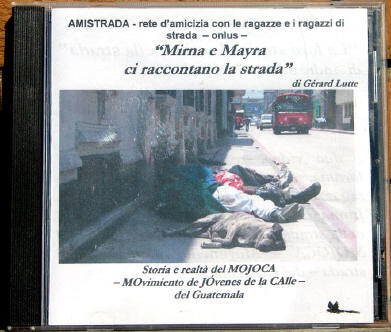 AMISTRADA - rete d'amicizia con le ragazze e i ragazzi di
strada – onlus –
"Mirna e Mayra
ci raccontano la strada"
di Gérard Lutte
Storia e realtà del MOJOCA
– MOvimiento de JÓvenes de la CAlle –
del Guatemala